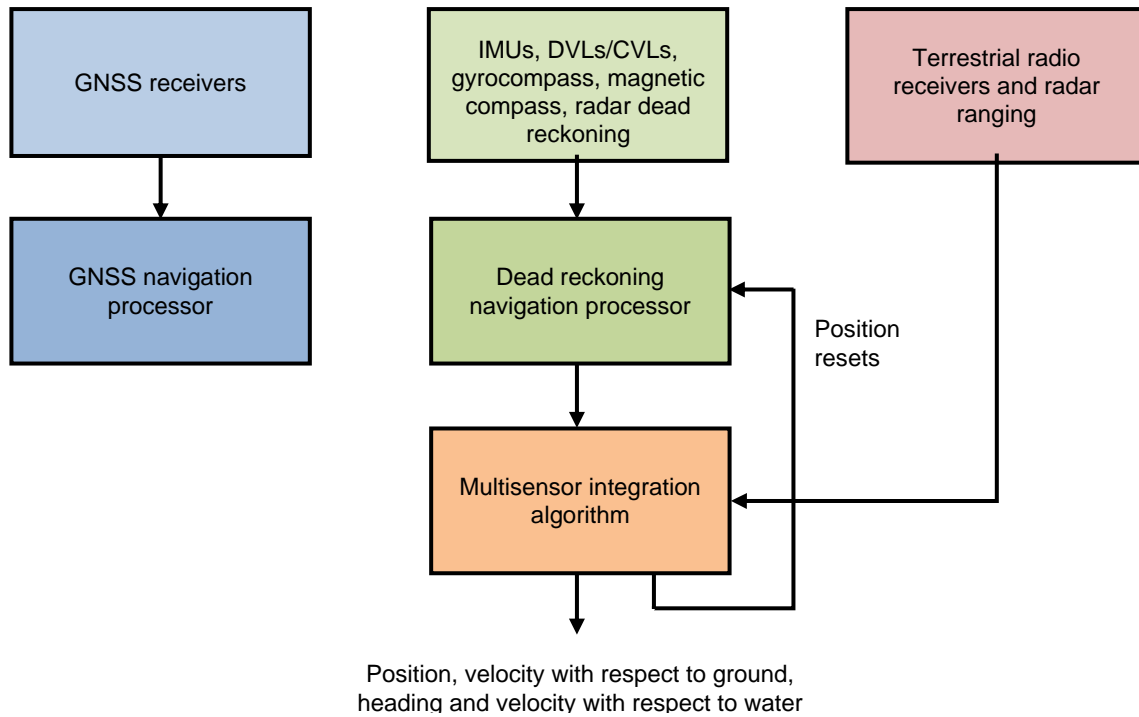 GNSS receivers
IMUs, DVLs/CVLs,
gyrocompass, magnetic
compass, radar dead
reckoning
Terrestrial radio
receivers and radar
ranging
GNSS navigation
processor
Dead reckoning
navigation processor
Position
resets
Multisensor integration
algorithm
Position, velocity with respect to ground,
heading and velocity with respect to water